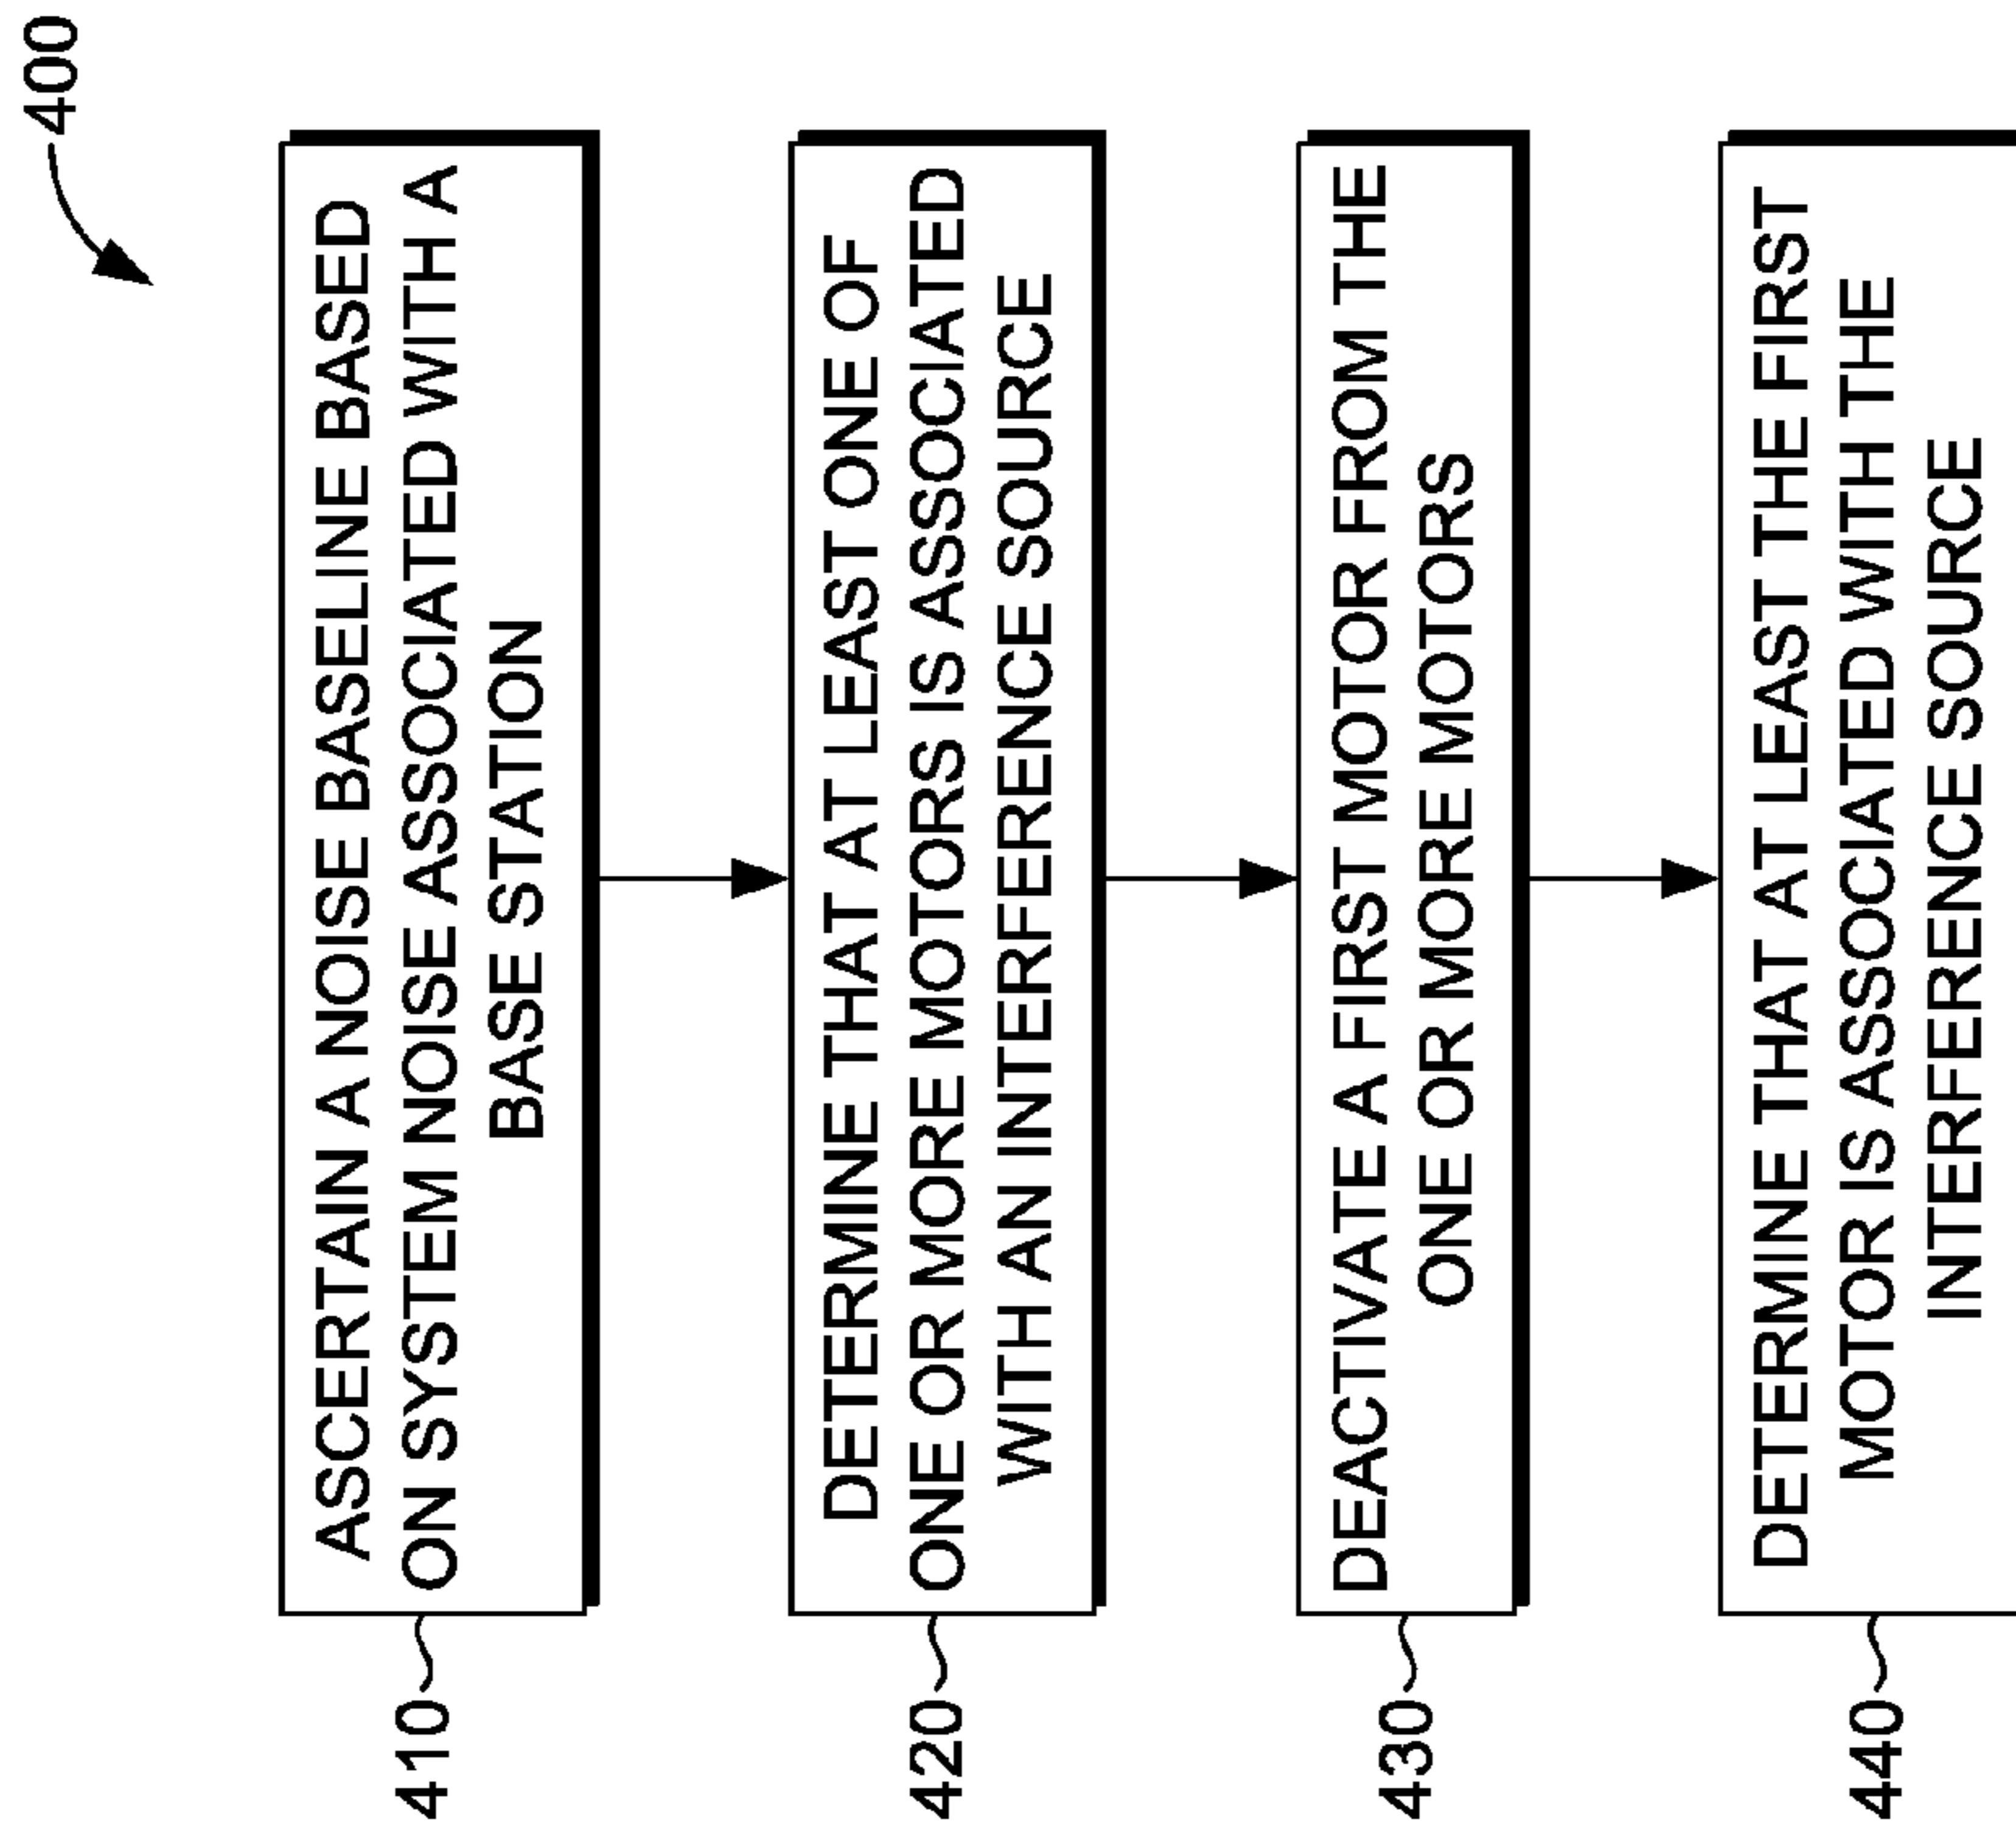 400
410
ASCERTAIN A NOISE BASELINE BASED
ON SYSTEM NOISE ASSOCIATED WITH A
BASE STATION
420
DETERMINE THAT AT LEAST ONE OF
ONE OR MORE MOTORS IS ASSOCIATED
WITH AN INTERFERENCE SOURCE
430
DEACTIVATE A FIRST MOTOR FROM THE
ONE OR MORE MOTORS
440
DETERMINE THAT AT LEAST THE FIRST
MOTOR IS ASSOCIATED WITH THE
INTERFERENCE SOURCE